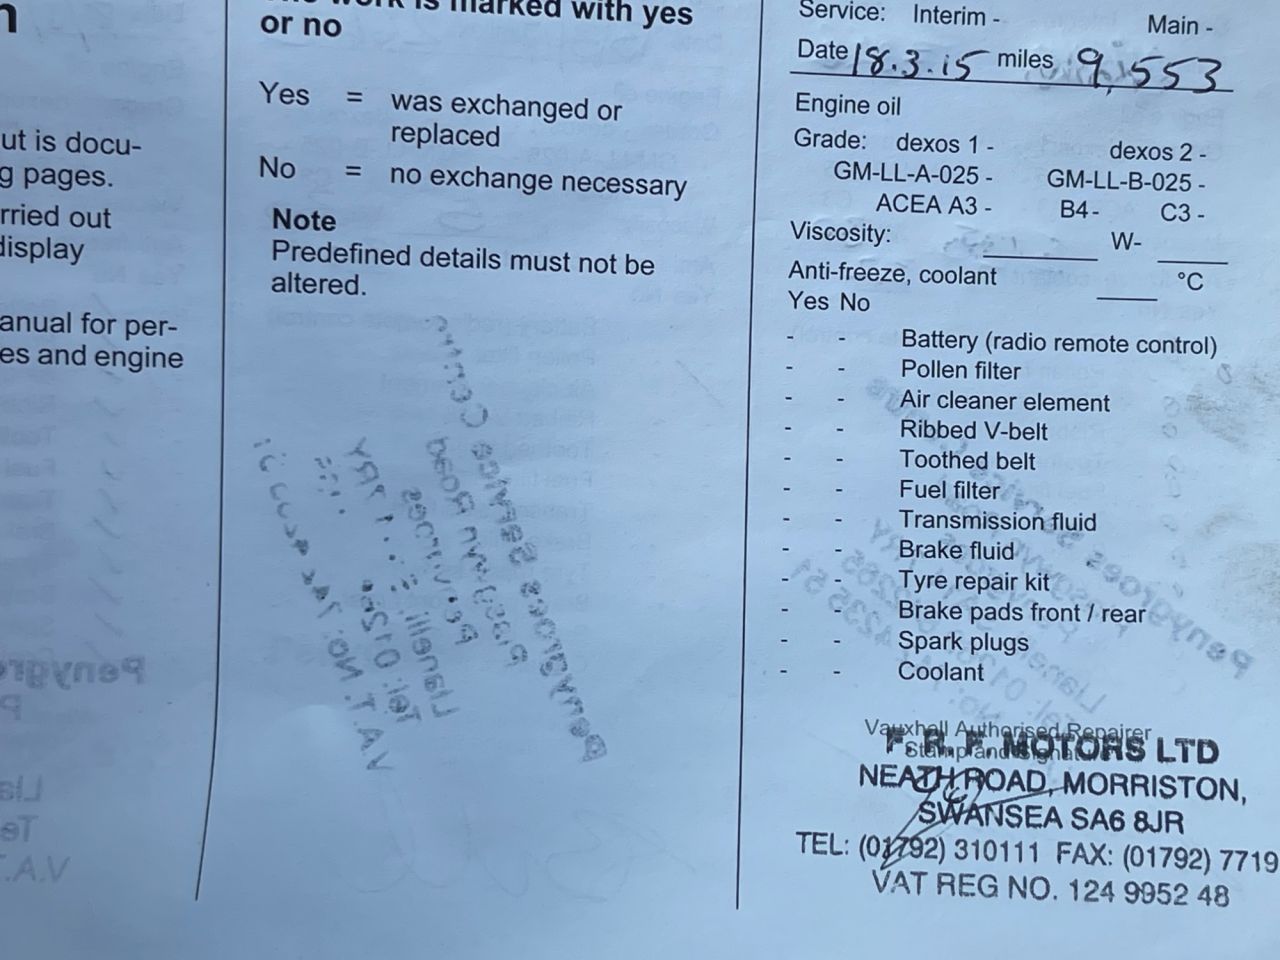 n
ut is docu-
g pages.
rried out
display
anual for per-
es and engine
is marked with yes
or no
Yes = was exchanged or
replaced
No = no exchange necessary
Note
Predefined details must not be
altered.
Service: Interim - Main -
Date 18.3.15 miles 9,553
Engine oil
Grade: dexos 1 - dexos 2 -
GM-LL-A-025 - GM-LL-B-025 -
ACEA A3 - B4- C3 -
Viscosity: W-
Anti-freeze, coolant °C
Yes No
- - Battery (radio remote control)
- - Pollen filter
- - Air cleaner element
- - Ribbed V-belt
- - Toothed belt
- - Fuel filter
- - Transmission fluid
- - Brake fluid
- - Tyre repair kit
- - Brake pads front / rear
- - Spark plugs
- - Coolant
Vauxhall Authorised Repairer
Stamp and Signature
F. R. F. MOTORS LTD
NEATH ROAD, MORRISTON,
SWANSEA SA6 8JR
TEL: (01792) 310111 FAX: (01792) 7719
VAT REG NO. 124 9952 48